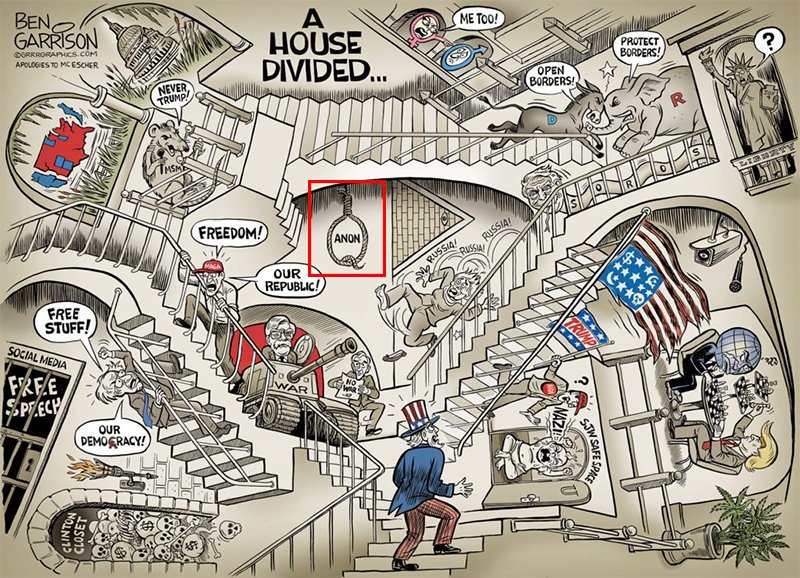 BEN
GARRISON
©GRRRGRAPHICS.COM
APOLOGIES TO MC ESCHER
A
HOUSE
DIVIDED...
ME TOO!
OPEN
BORDERS!
PROTECT
BORDERS!
?
D
R
LIBERTY
NEVER,
TRUMP!
MSM
SOROS
ANON
FREEDOM!
MAGA
OUR
REPUBLIC!
RUSSIA!
RUSSIA!
RUSSIA!
FREE
STUFF!
SOCIAL MEDIA
FREE
SPEECH
OUR
DEMOCRACY!
WAR
NO
WAR
TRUMP
?
NAZI!
SJW SAFE SPACE
CLINTON
CLOSET
$
$
$